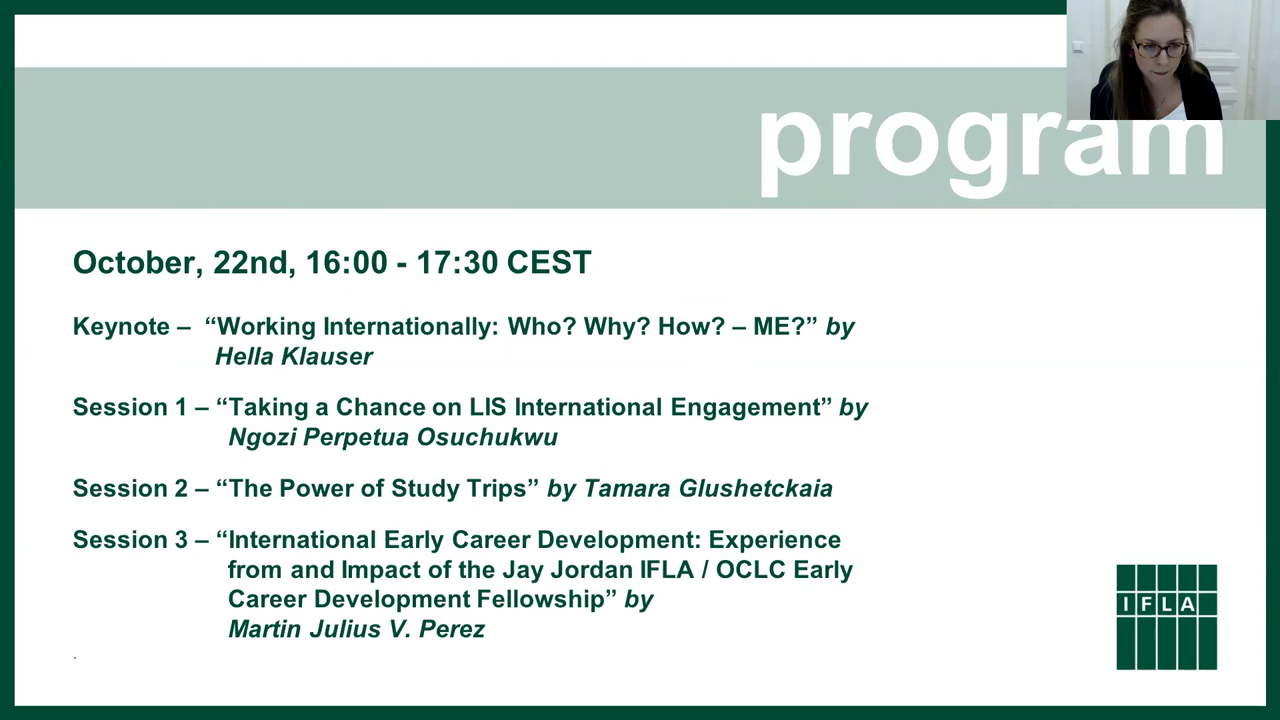 program
October, 22nd, 16:00 - 17:30 CEST
Keynote – “Working Internationally: Who? Why? How? – ME?” by
Hella Klauser
Session 1 – “Taking a Chance on LIS International Engagement” by
Ngozi Perpetua Osuchukwu
Session 2 – “The Power of Study Trips” by Tamara Glushetckaia
Session 3 – “International Early Career Development: Experience
from and Impact of the Jay Jordan IFLA / OCLC Early
Career Development Fellowship” by
Martin Julius V. Perez
.
IFLA